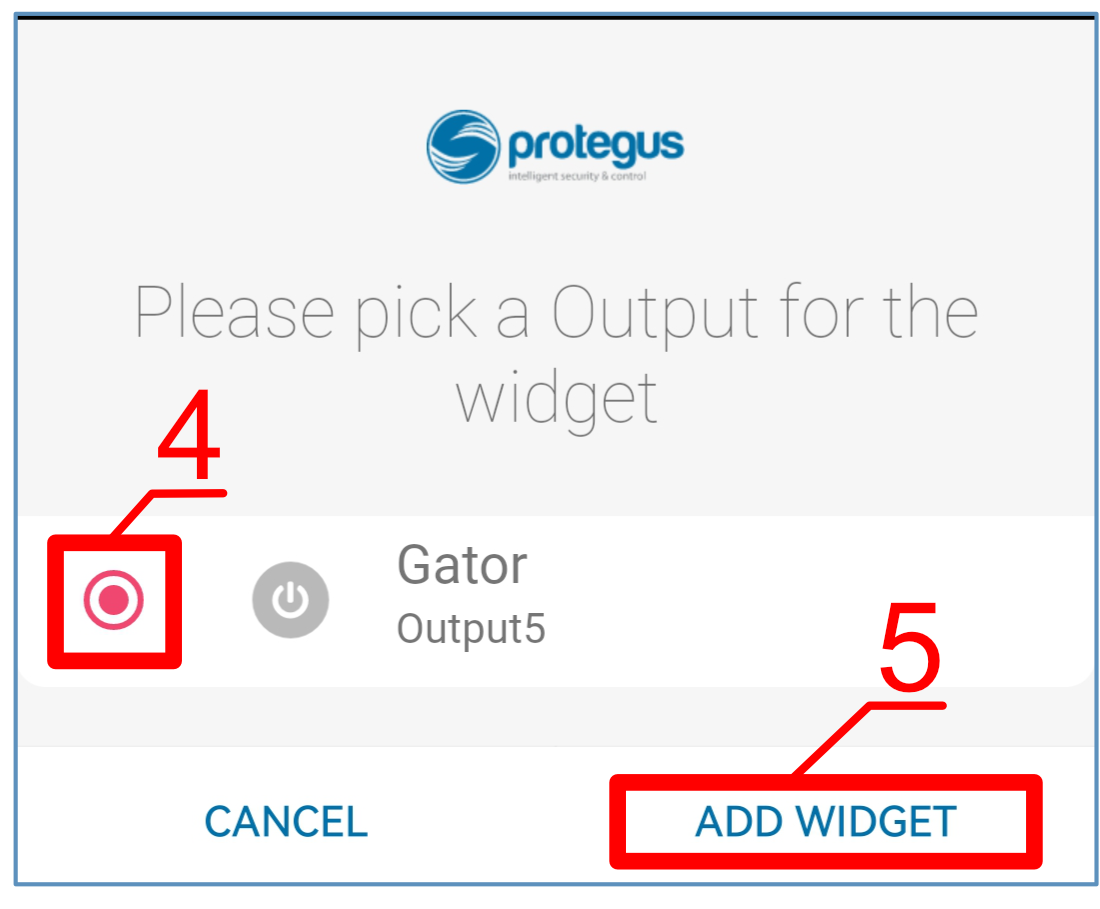 protegus
intelligent security & control
Please pick a Output for the
widget
4
Gator
Output5
5
CANCEL
ADD WIDGET